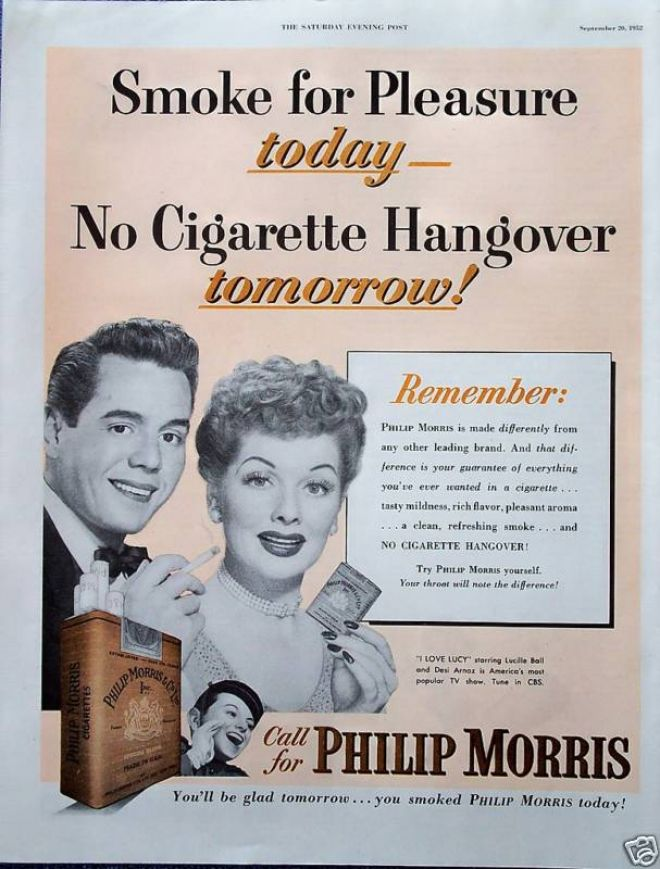 THE SATURDAY EVENING POST
September 20, 1952
Smoke for Pleasure
today—
No Cigarette Hangover
tomorrow!
Remember:
PHILIP MORRIS is made differently from
any other leading brand. And that dif-
ference is your guarantee of everything
you've ever wanted in a cigarette . . .
tasty mildness, rich flavor, pleasant aroma
. . . a clean, refreshing smoke . . . and
NO CIGARETTE HANGOVER!
Try PHILIP MORRIS yourself.
Your throat will note the difference!
"I LOVE LUCY" starring Lucille Ball
and Desi Arnaz is America's most
popular TV show. Tune in CBS.
PHILIP MORRIS
CIGARETTES
PHILIP MORRIS & CO. LTD.
Inc.
Call
for PHILIP MORRIS
You'll be glad tomorrow . . . you smoked PHILIP MORRIS today!